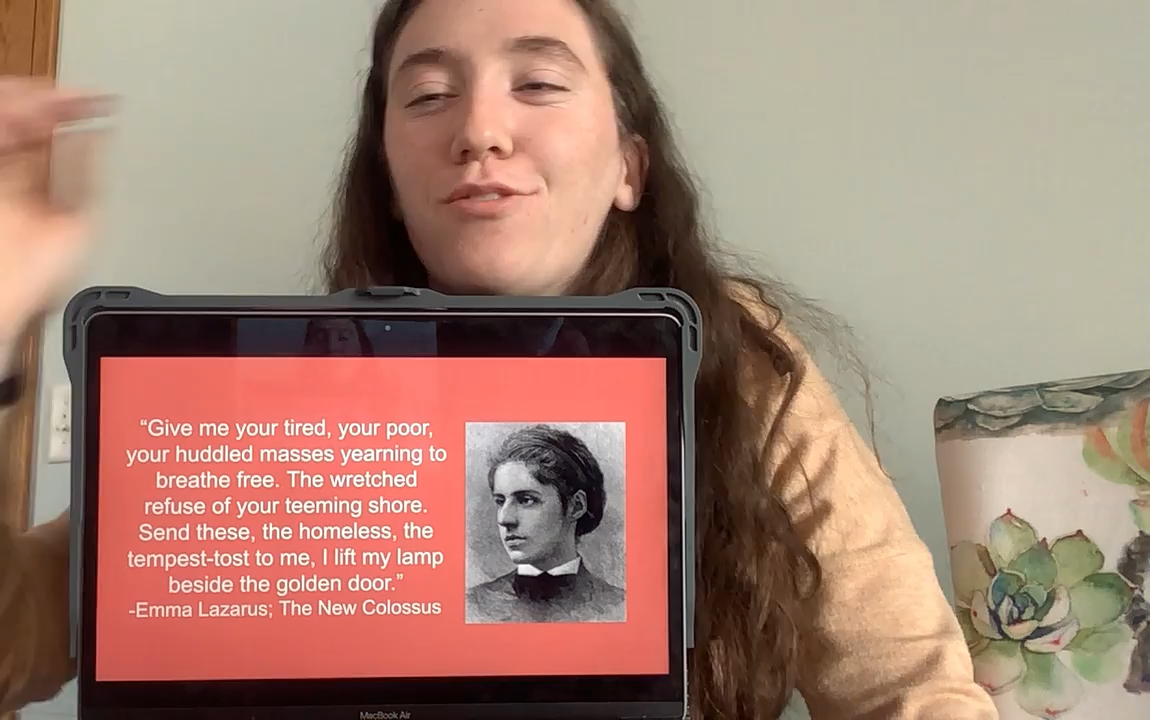 “Give me your tired, your poor,
your huddled masses yearning to
breathe free. The wretched
refuse of your teeming shore.
Send these, the homeless, the
tempest-tost to me, I lift my lamp
beside the golden door.”
-Emma Lazarus; The New Colossus
MacBook Air